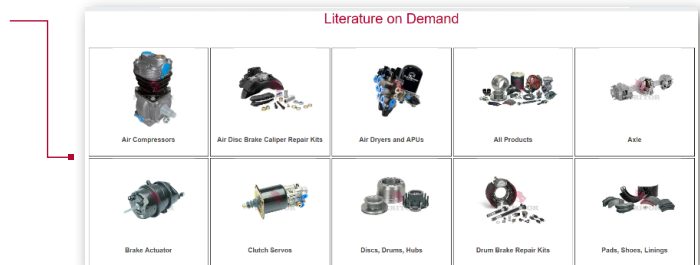 Literature on Demand
Air Compressors
Air Disc Brake Caliper Repair Kits
Air Dryers and APUs
All Products
Axle
Brake Actuator
Clutch Servos
Discs, Drums, Hubs
Drum Brake Repair Kits
Pads, Shoes, Linings